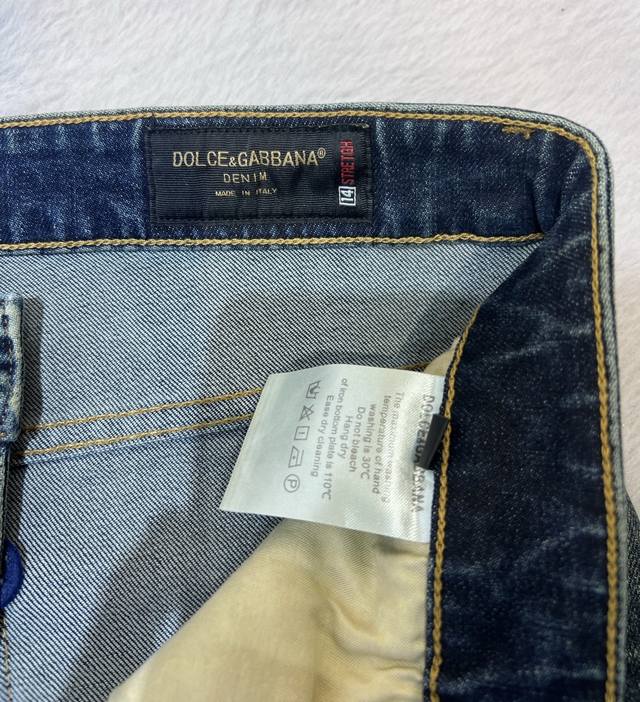 DOLCE&GABBANA®
DENIM
MADE IN ITALY
14 STRETCH
DOLCE&GABBANA
The maximum washing
temperature of hand
washing is 30°C
Do not bleach
Hang dry
of iron bottom plate is 110°C
Ease dry cleaning
P